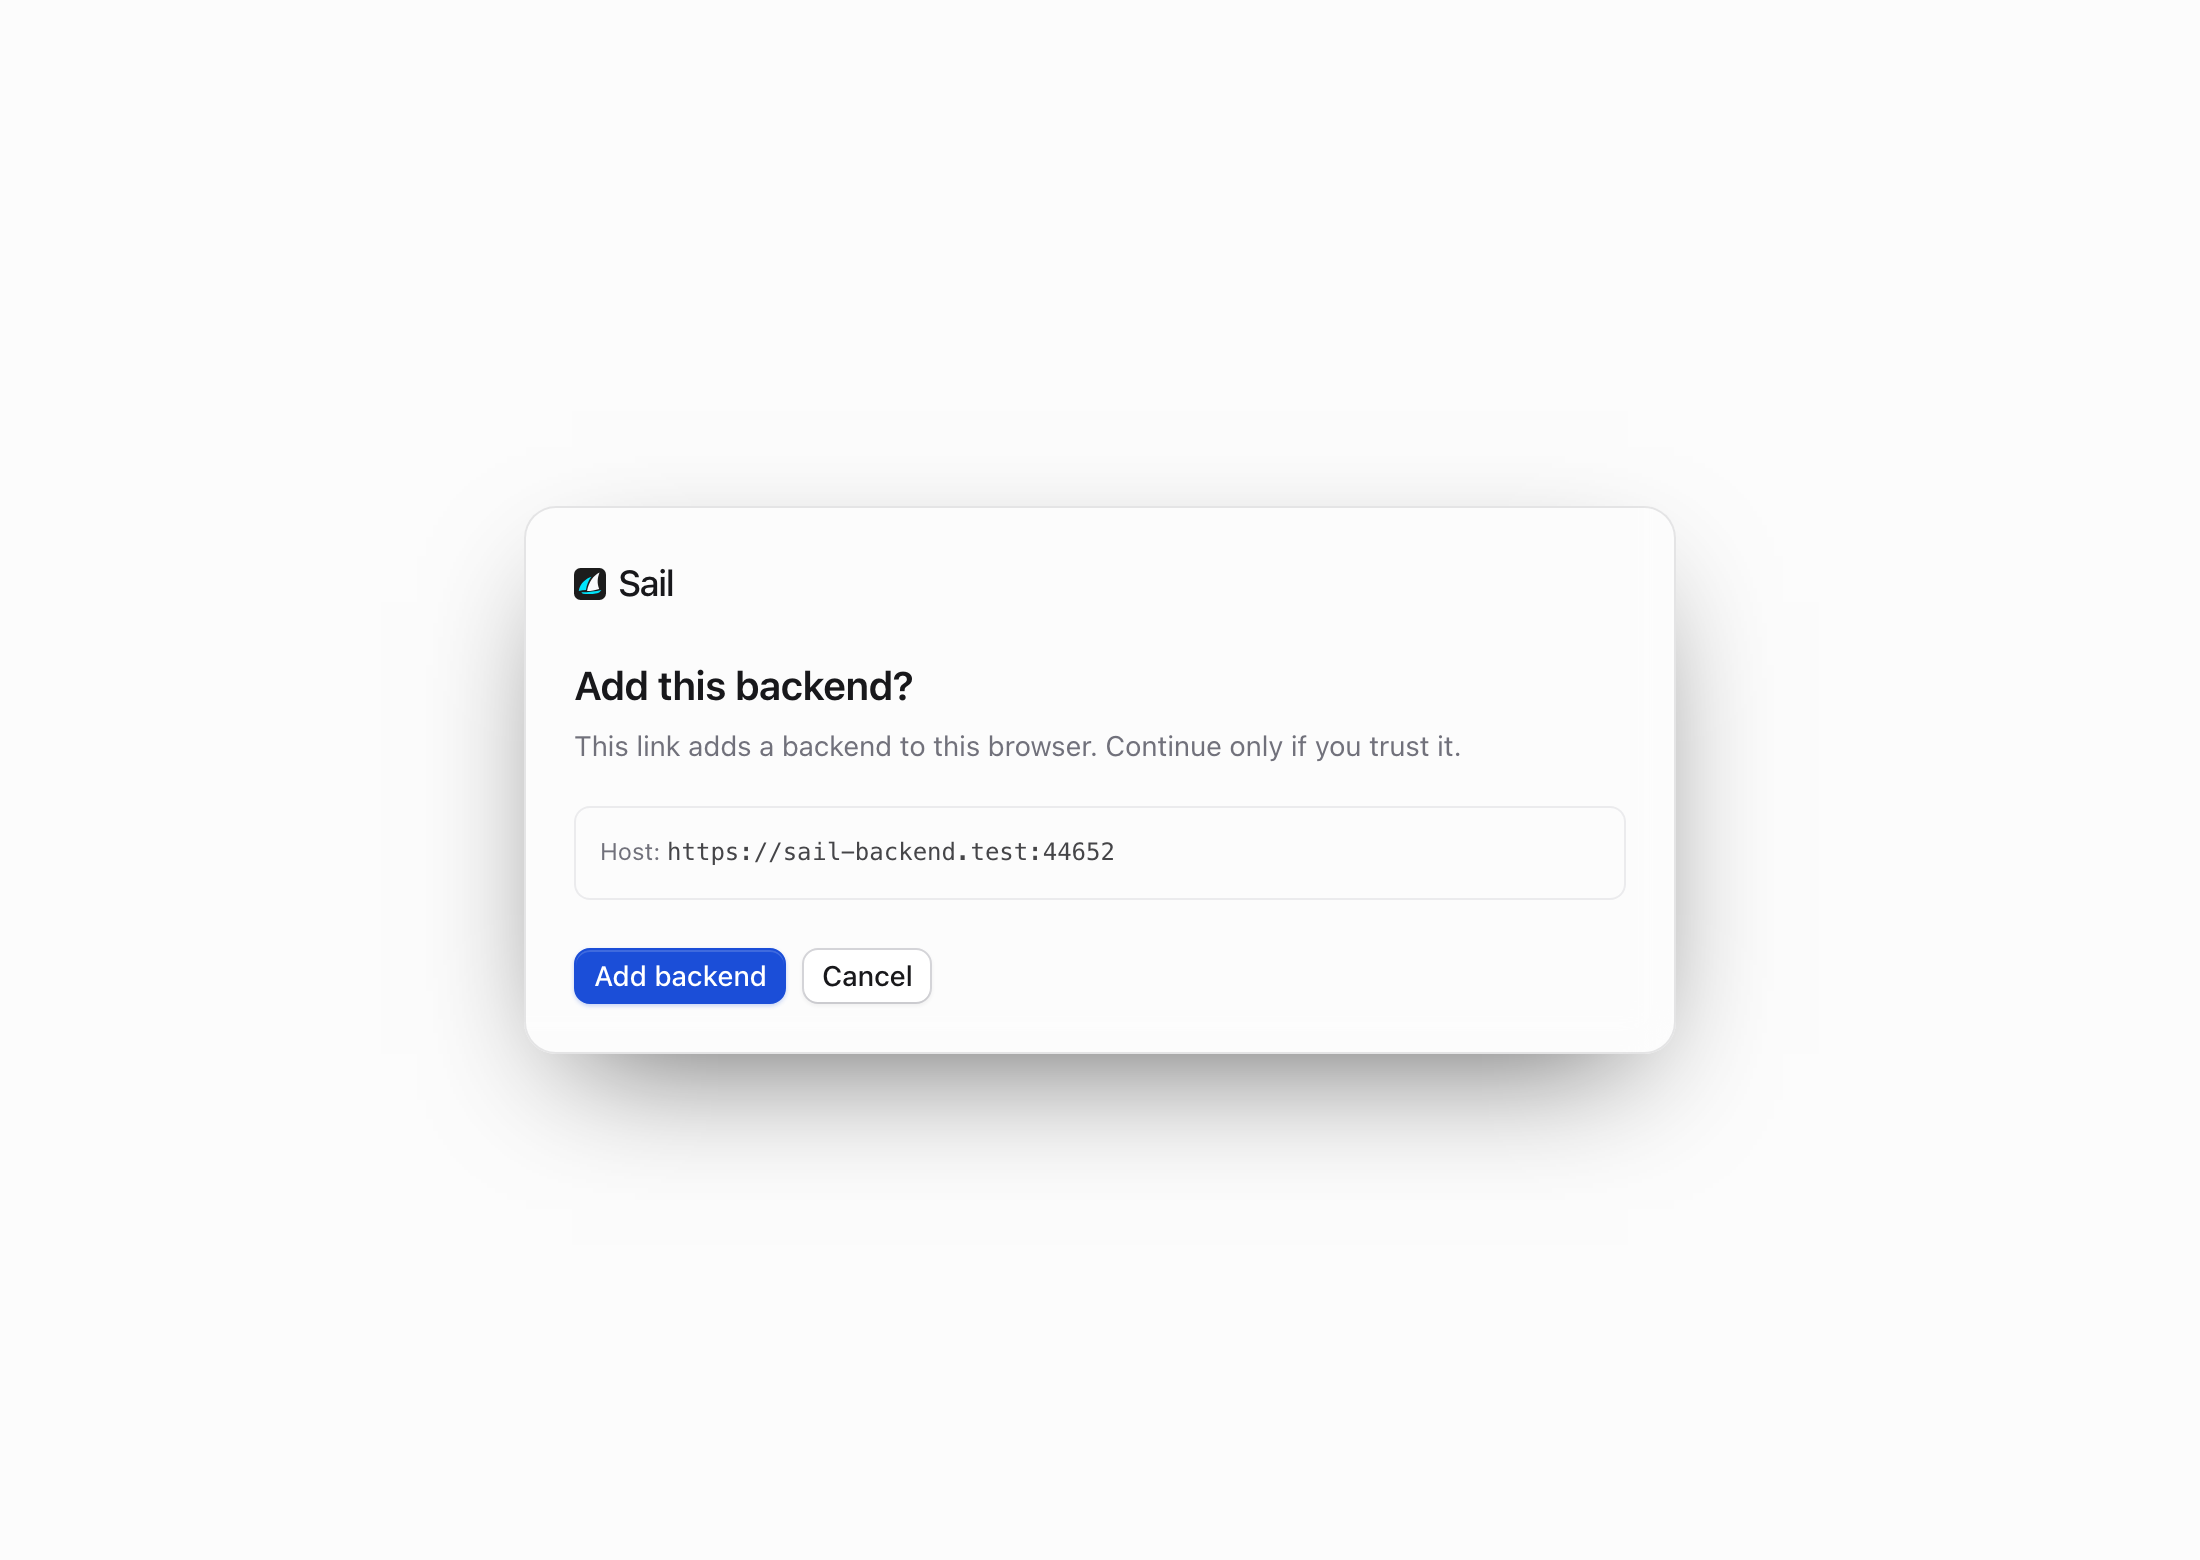 Sail
Add this backend?
This link adds a backend to this browser. Continue only if you trust it.
Host: https://sail-backend.test:44652
Add backend
Cancel